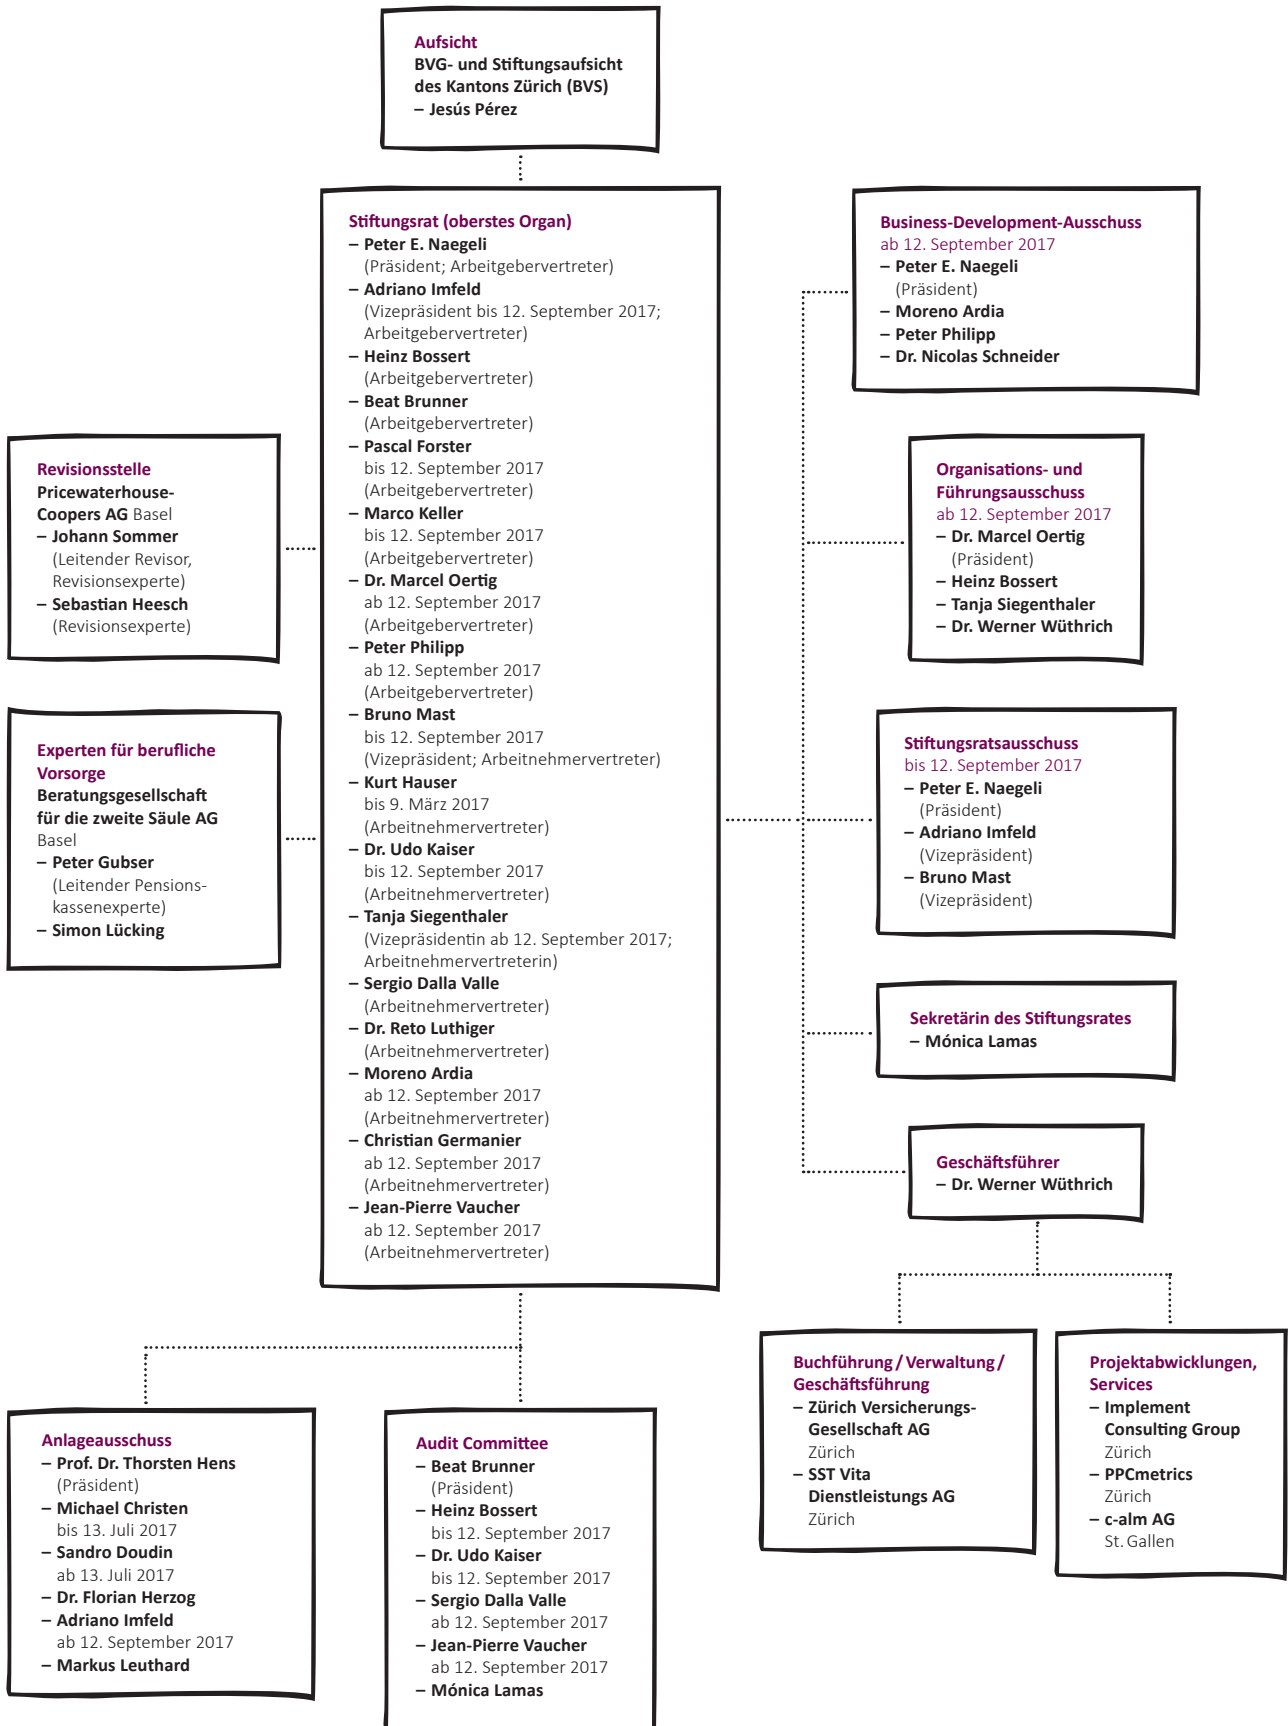 Aufsicht
BVG- und Stiftungsaufsicht
des Kantons Zürich (BVS)
– Jesús Pérez
Stiftungsrat (oberstes Organ)
– Peter E. Naegeli
(Präsident; Arbeitgebervertreter)
– Adriano Imfeld
(Vizepräsident bis 12. September 2017;
Arbeitgebervertreter)
– Heinz Bossert
(Arbeitgebervertreter)
– Beat Brunner
(Arbeitgebervertreter)
– Pascal Forster
bis 12. September 2017
(Arbeitgebervertreter)
– Marco Keller
bis 12. September 2017
(Arbeitgebervertreter)
– Dr. Marcel Oertig
ab 12. September 2017
(Arbeitgebervertreter)
– Peter Philipp
ab 12. September 2017
(Arbeitgebervertreter)
– Bruno Mast
bis 12. September 2017
(Vizepräsident; Arbeitnehmervertreter)
– Kurt Hauser
bis 9. März 2017
(Arbeitnehmervertreter)
– Dr. Udo Kaiser
bis 12. September 2017
(Arbeitnehmervertreter)
– Tanja Siegenthaler
(Vizepräsidentin ab 12. September 2017;
Arbeitnehmervertreterin)
– Sergio Dalla Valle
(Arbeitnehmervertreter)
– Dr. Reto Luthiger
(Arbeitnehmervertreter)
– Moreno Ardia
ab 12. September 2017
(Arbeitnehmervertreter)
– Christian Germanier
ab 12. September 2017
(Arbeitnehmervertreter)
– Jean-Pierre Vaucher
ab 12. September 2017
(Arbeitnehmervertreter)
Revisionsstelle
Pricewaterhouse-
Coopers AG Basel
– Johann Sommer
(Leitender Revisor,
Revisionsexperte)
– Sebastian Heesch
(Revisionsexperte)
Experten für berufliche
Vorsorge
Beratungsgesellschaft
für die zweite Säule AG
Basel
– Peter Gubser
(Leitender Pensions-
kassenexperte)
– Simon Lücking
Business-Development-Ausschuss
ab 12. September 2017
– Peter E. Naegeli
(Präsident)
– Moreno Ardia
– Peter Philipp
– Dr. Nicolas Schneider
Organisations- und
Führungsausschuss
ab 12. September 2017
– Dr. Marcel Oertig
(Präsident)
– Heinz Bossert
– Tanja Siegenthaler
– Dr. Werner Wüthrich
Stiftungsratsausschuss
bis 12. September 2017
– Peter E. Naegeli
(Präsident)
– Adriano Imfeld
(Vizepräsident)
– Bruno Mast
(Vizepräsident)
Sekretärin des Stiftungsrates
– Mónica Lamas
Geschäftsführer
– Dr. Werner Wüthrich
Buchführung / Verwaltung /
Geschäftsführung
– Zürich Versicherungs-
Gesellschaft AG
Zürich
– SST Vita
Dienstleistungs AG
Zürich
Projektabwicklungen,
Services
– Implement
Consulting Group
Zürich
– PPCmetrics
Zürich
– c-alm AG
St. Gallen
Anlageausschuss
– Prof. Dr. Thorsten Hens
(Präsident)
– Michael Christen
bis 13. Juli 2017
– Sandro Doudin
ab 13. Juli 2017
– Dr. Florian Herzog
– Adriano Imfeld
ab 12. September 2017
– Markus Leuthard
Audit Committee
– Beat Brunner
(Präsident)
– Heinz Bossert
bis 12. September 2017
– Dr. Udo Kaiser
bis 12. September 2017
– Sergio Dalla Valle
ab 12. September 2017
– Jean-Pierre Vaucher
ab 12. September 2017
– Mónica Lamas